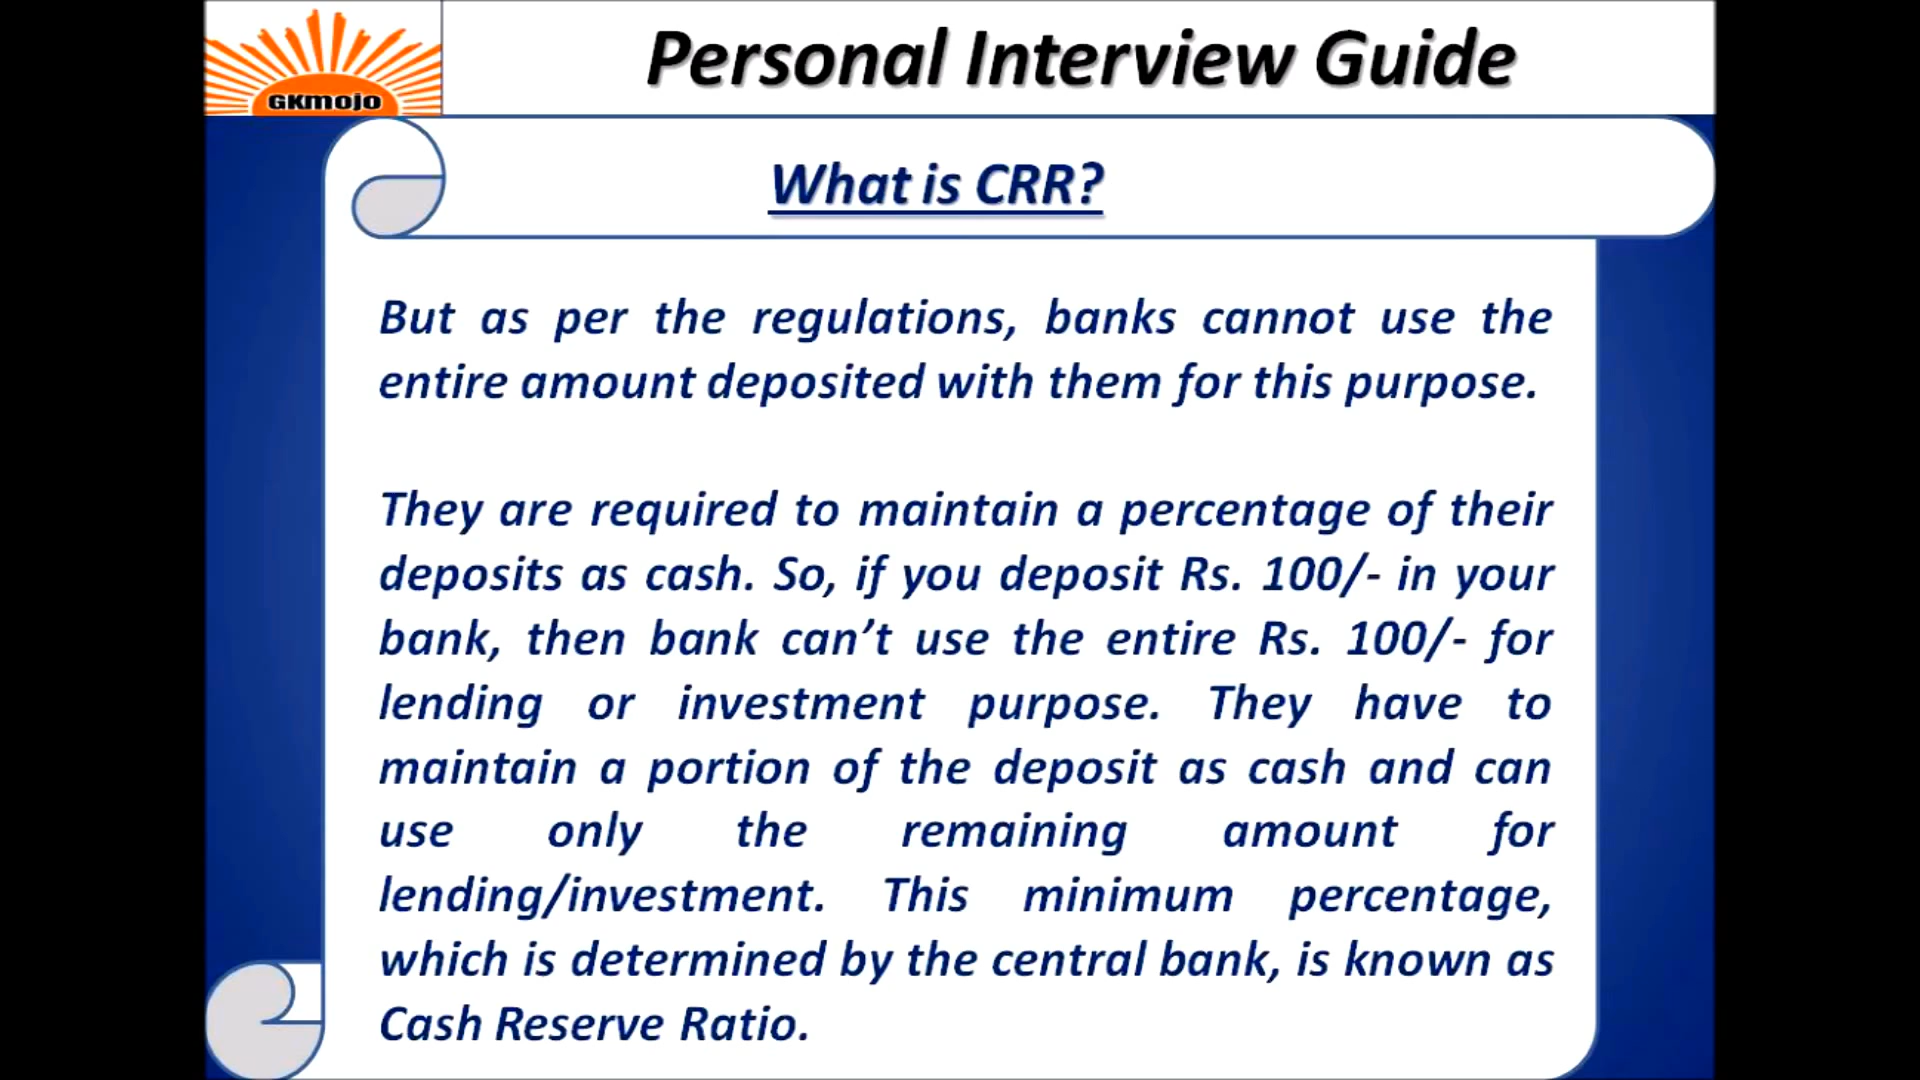 GKmojo
Personal Interview Guide
What is CRR?
But as per the regulations, banks cannot use the
entire amount deposited with them for this purpose.
They are required to maintain a percentage of their
deposits as cash. So, if you deposit Rs. 100/- in your
bank, then bank can’t use the entire Rs. 100/- for
lending or investment purpose. They have to
maintain a portion of the deposit as cash and can
use only the remaining amount for
lending/investment. This minimum percentage,
which is determined by the central bank, is known as
Cash Reserve Ratio.